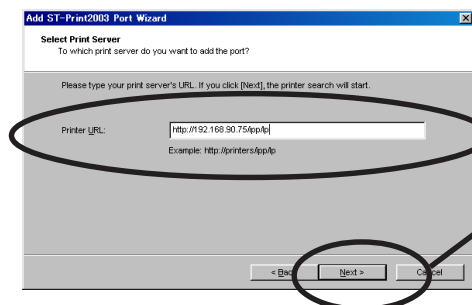 Add ST-Print2003 Port Wizard
Select Print Server
To which print server do you want to add the port?
Please type your print server's URL. If you click [Next], the printer search will start.
Printer URL:
http://192.168.90.75/ipp/lp
Example: http://printers/ipp/lp
< Back Next > Cancel